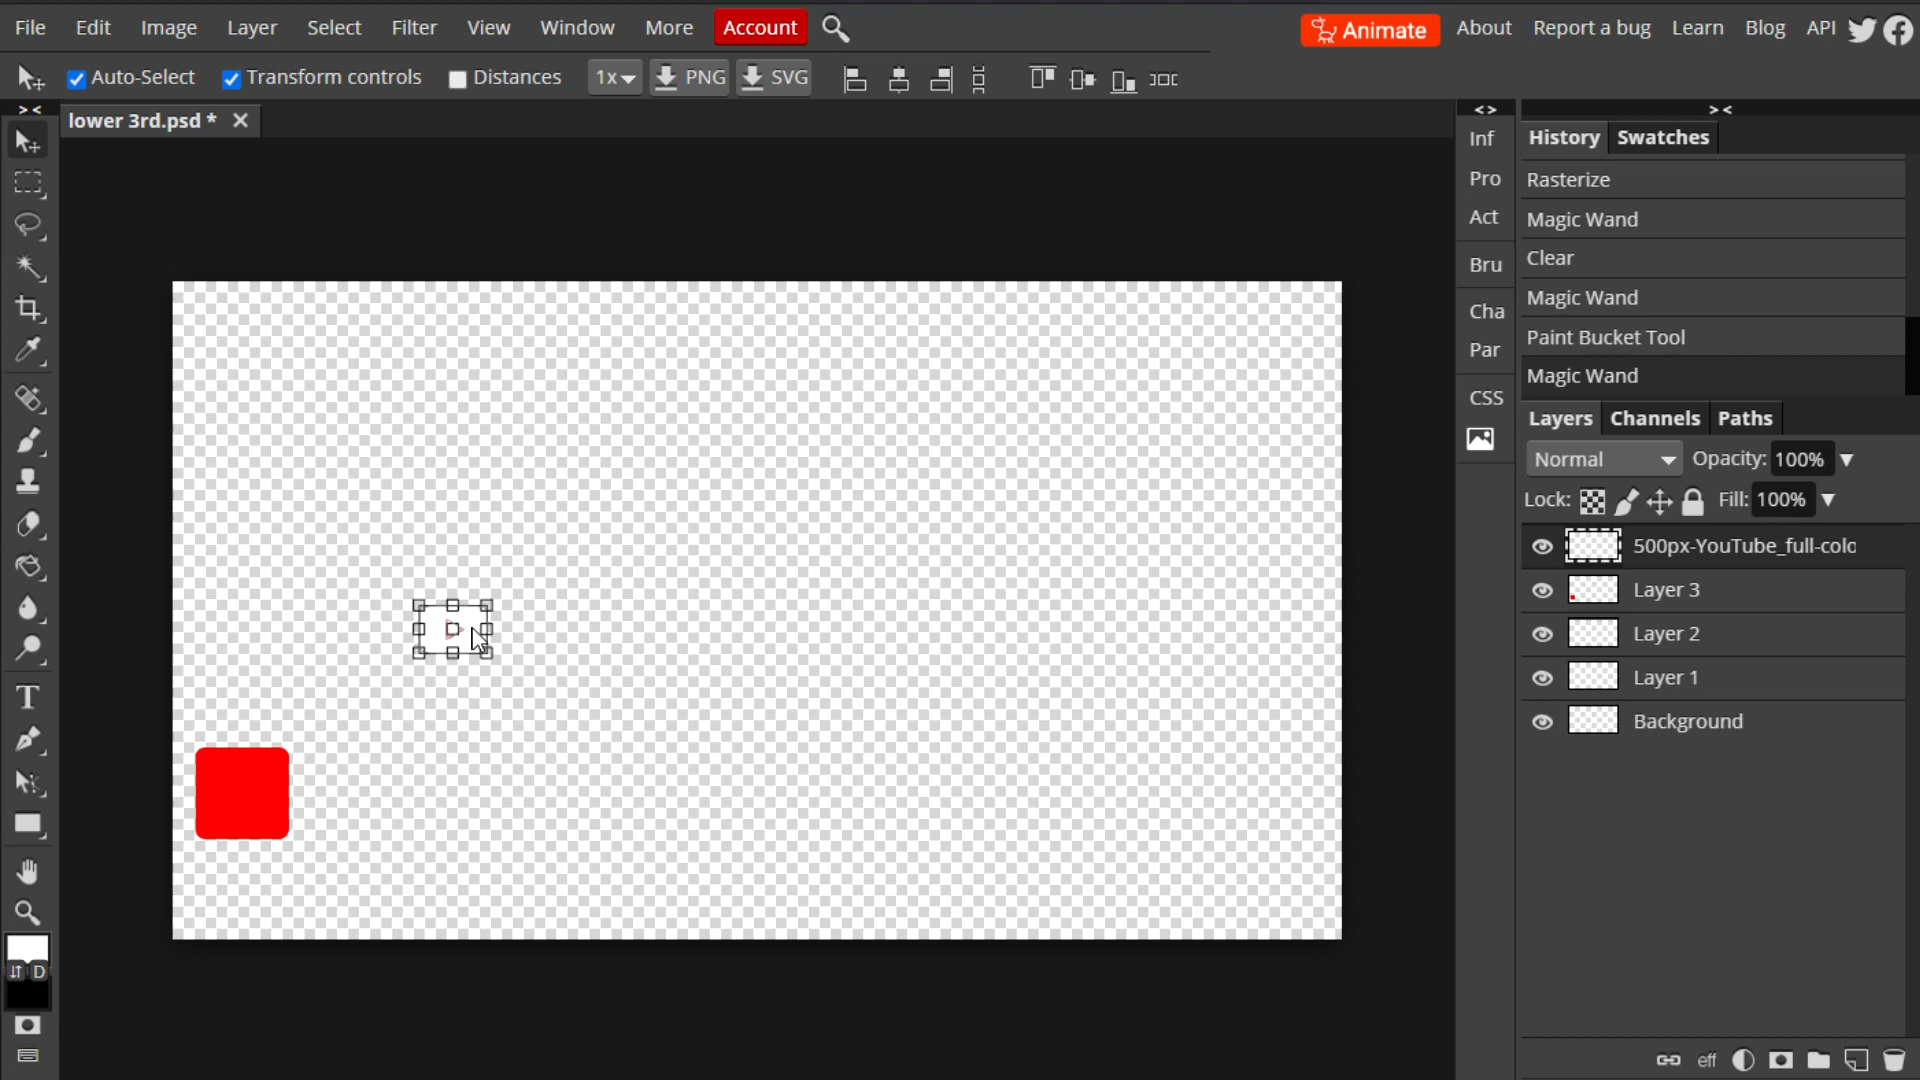 File Edit Image Layer Select Filter View Window More Account Animate About Report a bug Learn Blog API
Auto-Select Transform controls Distances 1x PNG SVG
> < < > > <
lower 3rd.psd *
Inf
Pro
Act
Bru
Cha
Par
CSS
History Swatches
Rasterize
Magic Wand
Clear
Magic Wand
Paint Bucket Tool
Magic Wand
Layers Channels Paths
Normal Opacity: 100%
Lock: Fill: 100%
500px-YouTube_full-colo
Layer 3
Layer 2
Layer 1
Background
D
eff